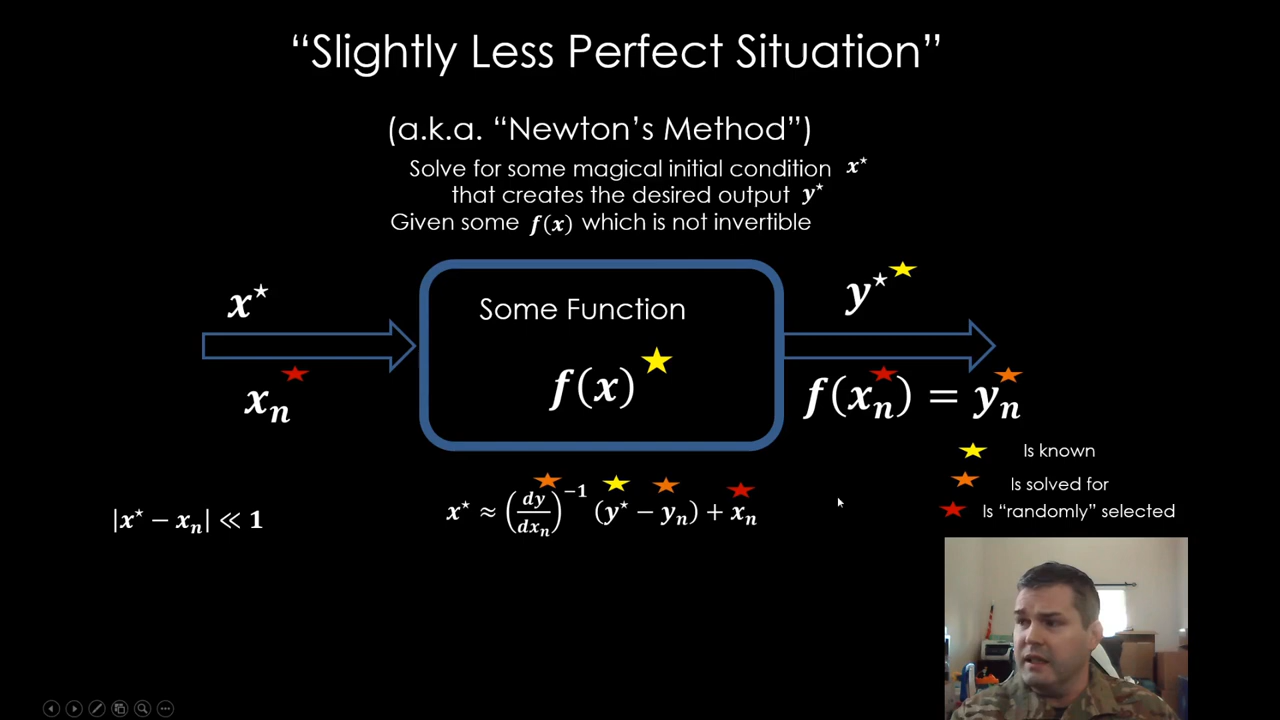 “Slightly Less Perfect Situation”
(a.k.a. “Newton’s Method”)
Solve for some magical initial condition x*
that creates the desired output y*
Given some f(x) which is not invertible
x*
Some Function
y*
f(x)
x_n
f(x_n) = y_n
Is known
Is solved for
Is “randomly” selected
|x* − x_n| ≪ 1
x* ≈ (dy/dx_n)^−1 (y* − y_n) + x_n